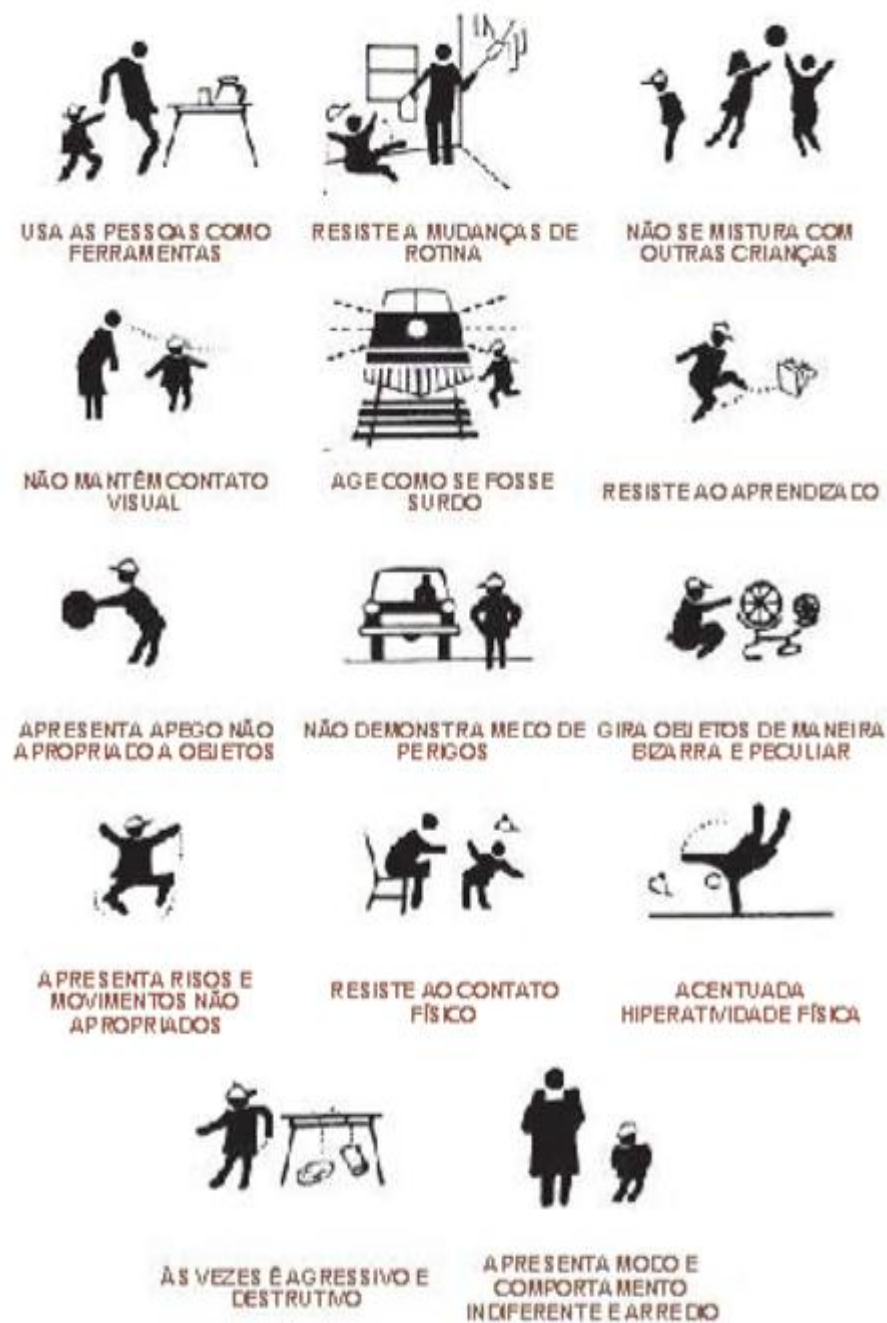 USA AS PESSOAS COMO
FERRAMENTAS
RESISTE A MUDANÇAS DE
ROTINA
NÃO SE MISTURA COM
OUTRAS CRIANÇAS
NÃO MANTÊM CONTATO
VISUAL
AGE COMO SE FOSSE
SURDO
RESISTE AO APRENDIZADO
APRESENTA APEGO NÃO
APROPRIADO A OBJETOS
NÃO DEMONSTRA MEDO DE
PERIGOS
GIRA OBJETOS DE MANEIRA
BIZARRA E PECULIAR
APRESENTA RISOS E
MOVIMENTOS NÃO
APROPRIADOS
RESISTE AO CONTATO
FÍSICO
ACENTUADA
HIPERATIVIDADE FÍSICA
ÀS VEZES É AGRESSIVO E
DESTRUTIVO
APRESENTA MODO E
COMPORTAMENTO
INDIFERENTE E ARREDIO